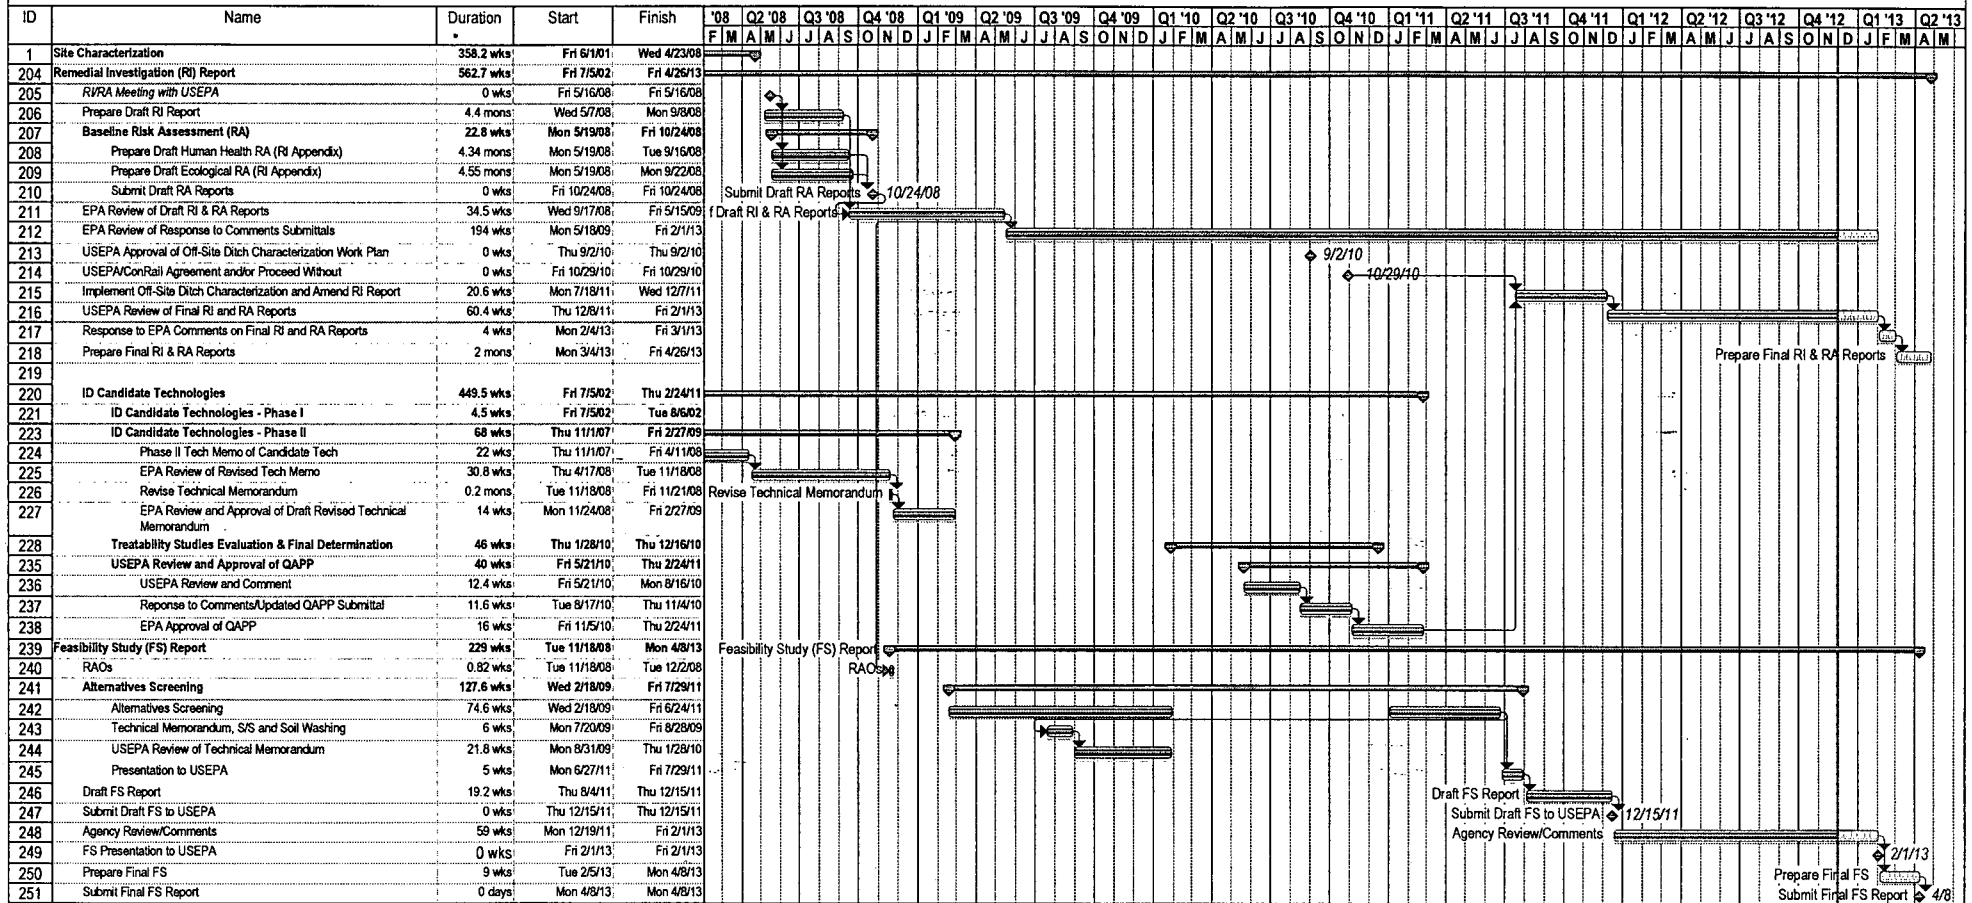 ID Name Duration Start Finish '08 Q2 '08 Q3 '08 Q4 '08 Q1 '09 Q2 '09 Q3 '09 Q4 '09 Q1 '10 Q2 '10 Q3 '10 Q4 '10 Q1 '11 Q2 '11 Q3 '11 Q4 '11 Q1 '12 Q2 '12 Q3 '12 Q4 '12 Q1 '13 Q2 '13
F M A M J J A S O N D J F M A M J J A S O N D J F M A M J J A S O N D J F M A M J J A S O N D J F M A M J J A S O N D J F M A M
1 Site Characterization 358.2 wks Fri 6/1/01 Wed 4/23/08
204 Remedial Investigation (RI) Report 562.7 wks Fri 7/5/02 Fri 4/26/13
205 RI/RA Meeting with USEPA 0 wks Fri 5/16/08 Fri 5/16/08
206 Prepare Draft RI Report 4.4 mons Wed 5/7/08 Mon 9/8/08
207 Baseline Risk Assessment (RA) 22.8 wks Mon 5/19/08 Fri 10/24/08
208 Prepare Draft Human Health RA (RI Appendix) 4.34 mons Mon 5/19/08 Tue 9/16/08
209 Prepare Draft Ecological RA (RI Appendix) 4.55 mons Mon 5/19/08 Mon 9/22/08
210 Submit Draft RA Reports 0 wks Fri 10/24/08 Fri 10/24/08 Submit Draft RA Reports 10/24/08
211 EPA Review of Draft RI & RA Reports 34.5 wks Wed 9/17/08 Fri 5/15/09 f Draft RI & RA Reports
212 EPA Review of Response to Comments Submittals 194 wks Mon 5/18/09 Fri 2/1/13
213 USEPA Approval of Off-Site Ditch Characterization Work Plan 0 wks Thu 9/2/10 Thu 9/2/10 9/2/10
214 USEPA/ConRail Agreement and/or Proceed Without 0 wks Fri 10/29/10 Fri 10/29/10 10/29/10
215 Implement Off-Site Ditch Characterization and Amend RI Report 20.6 wks Mon 7/18/11 Wed 12/7/11
216 USEPA Review of Final RI and RA Reports 60.4 wks Thu 12/8/11 Fri 2/1/13
217 Response to EPA Comments on Final RI and RA Reports 4 wks Mon 2/4/13 Fri 3/1/13
218 Prepare Final RI & RA Reports 2 mons Mon 3/4/13 Fri 4/26/13 Prepare Final RI & RA Reports
219
220 ID Candidate Technologies 449.5 wks Fri 7/5/02 Thu 2/24/11
221 ID Candidate Technologies - Phase I 4.5 wks Fri 7/5/02 Tue 8/6/02
223 ID Candidate Technologies - Phase II 68 wks Thu 11/1/07 Fri 2/27/09
224 Phase II Tech Memo of Candidate Tech 22 wks Thu 11/1/07 Fri 4/11/08
225 EPA Review of Revised Tech Memo 30.8 wks Thu 4/17/08 Tue 11/18/08
226 Revise Technical Memorandum 0.2 mons Tue 11/18/08 Fri 11/21/08 Revise Technical Memorandum
227 EPA Review and Approval of Draft Revised Technical 14 wks Mon 11/24/08 Fri 2/27/09
Memorandum
228 Treatability Studies Evaluation & Final Determination 46 wks Thu 1/28/10 Thu 12/16/10
235 USEPA Review and Approval of QAPP 40 wks Fri 5/21/10 Thu 2/24/11
236 USEPA Review and Comment 12.4 wks Fri 5/21/10 Mon 8/16/10
237 Reponse to Comments/Updated QAPP Submittal 11.6 wks Tue 8/17/10 Thu 11/4/10
238 EPA Approval of QAPP 16 wks Fri 11/5/10 Thu 2/24/11
239 Feasibility Study (FS) Report 229 wks Tue 11/18/08 Mon 4/8/13 Feasibility Study (FS) Report
240 RAOs 0.82 wks Tue 11/18/08 Tue 12/2/08 RAOs
241 Alternatives Screening 127.6 wks Wed 2/18/09 Fri 7/29/11
242 Alternatives Screening 74.6 wks Wed 2/18/09 Fri 6/24/11
243 Technical Memorandum, S/S and Soil Washing 6 wks Mon 7/20/09 Fri 8/28/09
244 USEPA Review of Technical Memorandum 21.8 wks Mon 8/31/09 Thu 1/28/10
245 Presentation to USEPA 5 wks Mon 6/27/11 Fri 7/29/11
246 Draft FS Report 19.2 wks Thu 8/4/11 Thu 12/15/11 Draft FS Report
247 Submit Draft FS to USEPA 0 wks Thu 12/15/11 Thu 12/15/11 Submit Draft FS to USEPA 12/15/11
248 Agency Review/Comments 59 wks Mon 12/19/11 Fri 2/1/13 Agency Review/Comments
249 FS Presentation to USEPA 0 wks Fri 2/1/13 Fri 2/1/13 2/1/13
250 Prepare Final FS 9 wks Tue 2/5/13 Mon 4/8/13 Prepare Final FS
251 Submit Final FS Report 0 days Mon 4/8/13 Mon 4/8/13 Submit Final FS Report 4/8